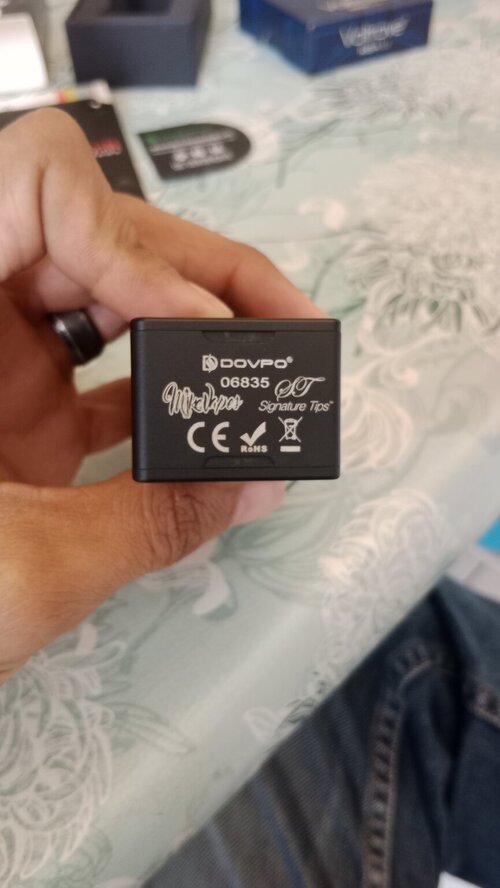 DOVPO®
06835
MikeVapes
ST
Signature Tips™
CE
RoHS